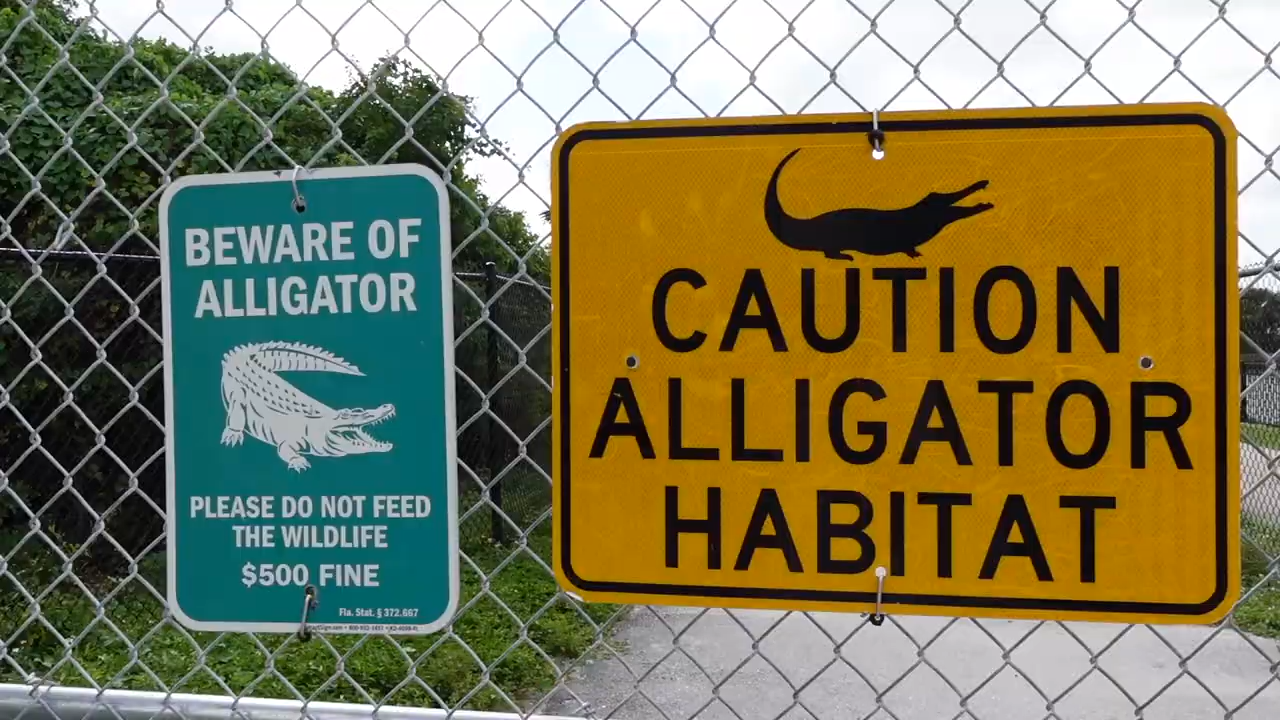 BEWARE OF
ALLIGATOR
PLEASE DO NOT FEED
THE WILDLIFE
$500 FINE
Fla. Stat. § 372.667
CAUTION
ALLIGATOR
HABITAT